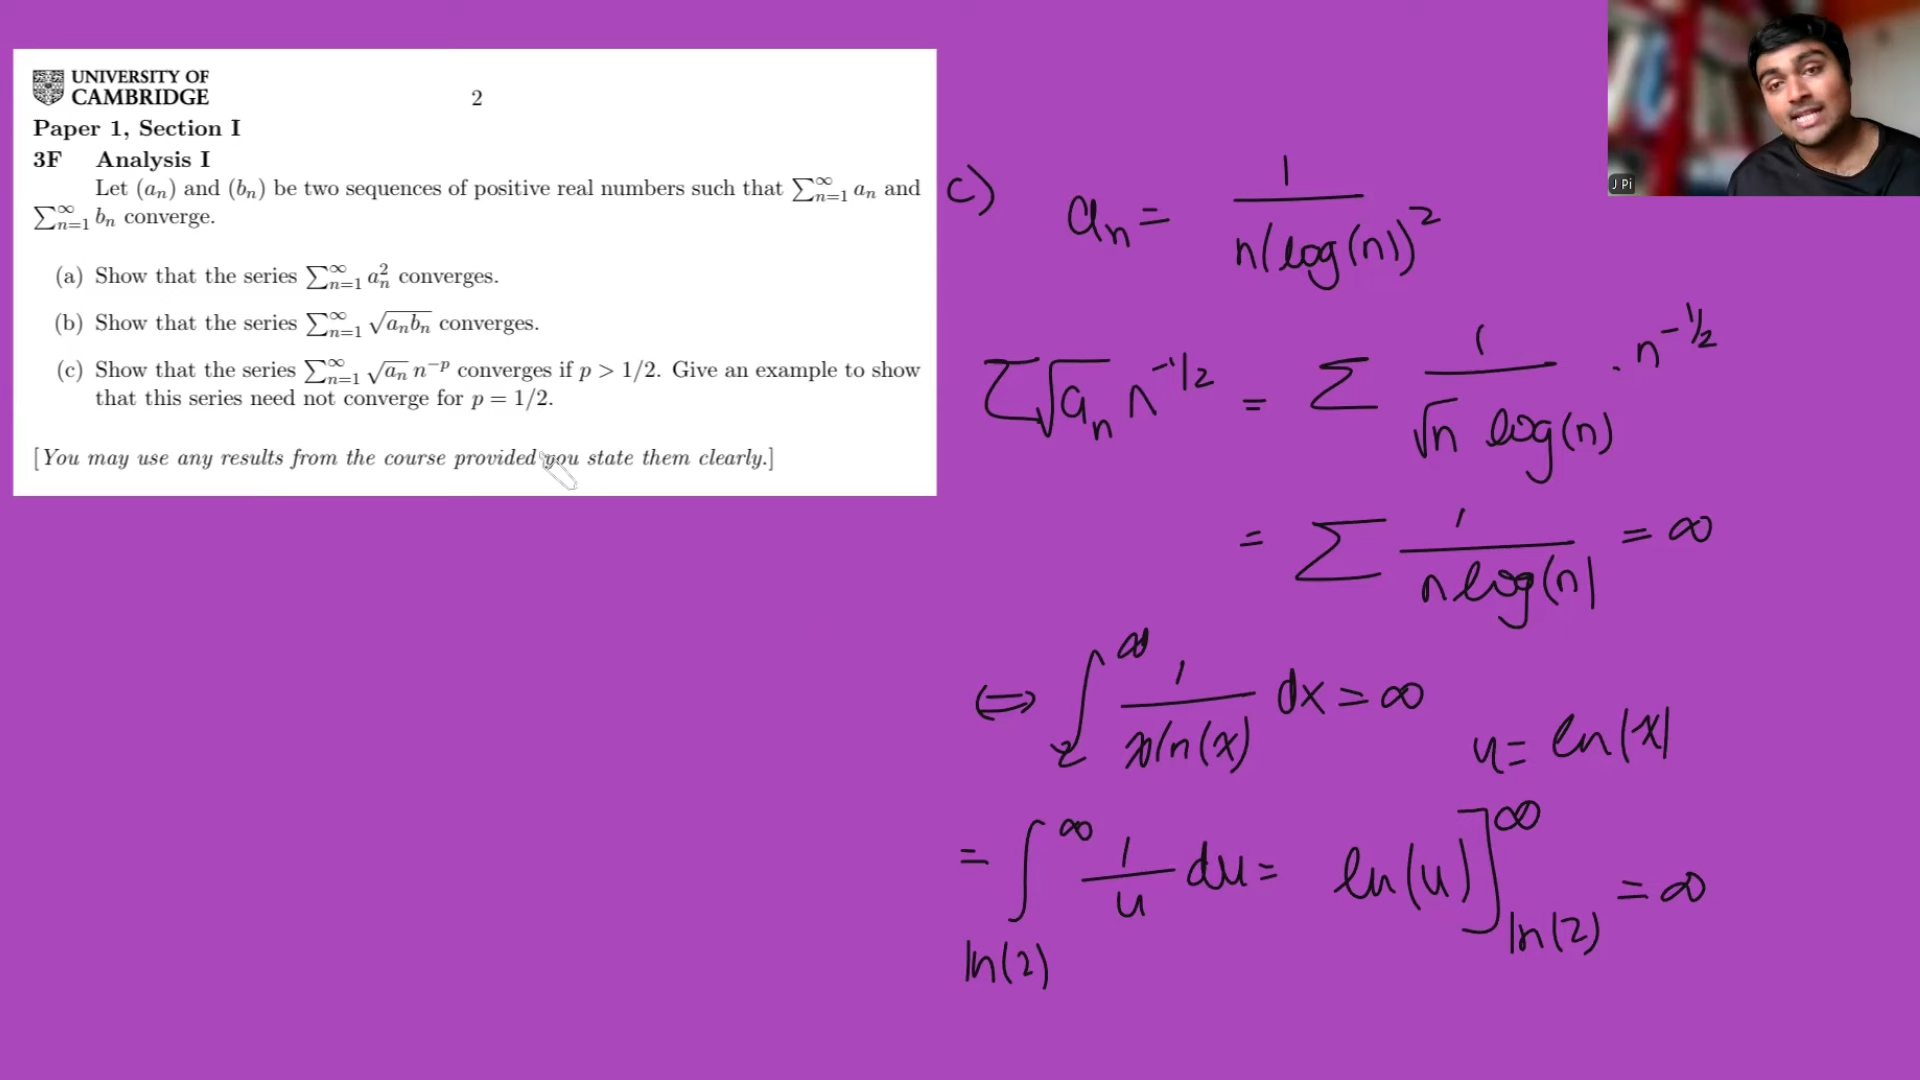 UNIVERSITY OF
CAMBRIDGE
2
Paper 1, Section I
3F Analysis I
Let (aₙ) and (bₙ) be two sequences of positive real numbers such that ∑_{n=1}^{∞} aₙ and
∑_{n=1}^{∞} bₙ converge.
(a) Show that the series ∑_{n=1}^{∞} aₙ² converges.
(b) Show that the series ∑_{n=1}^{∞} √(aₙbₙ) converges.
(c) Show that the series ∑_{n=1}^{∞} √aₙ n^{−p} converges if p > 1/2. Give an example to show
that this series need not converge for p = 1/2.
[You may use any results from the course provided you state them clearly.]
c) aₙ = 1/(n(log(n))²)
∑√aₙ n^{-1/2} = ∑ 1/(√n log(n)) · n^{-1/2}
= ∑ 1/(n log(n)) = ∞
⟺ ∫_2^∞ 1/(x ln(x)) dx = ∞
u = ln(x)
= ∫_{ln(2)}^∞ 1/u du = ln(u)]_{ln(2)}^∞ = ∞
J Pi